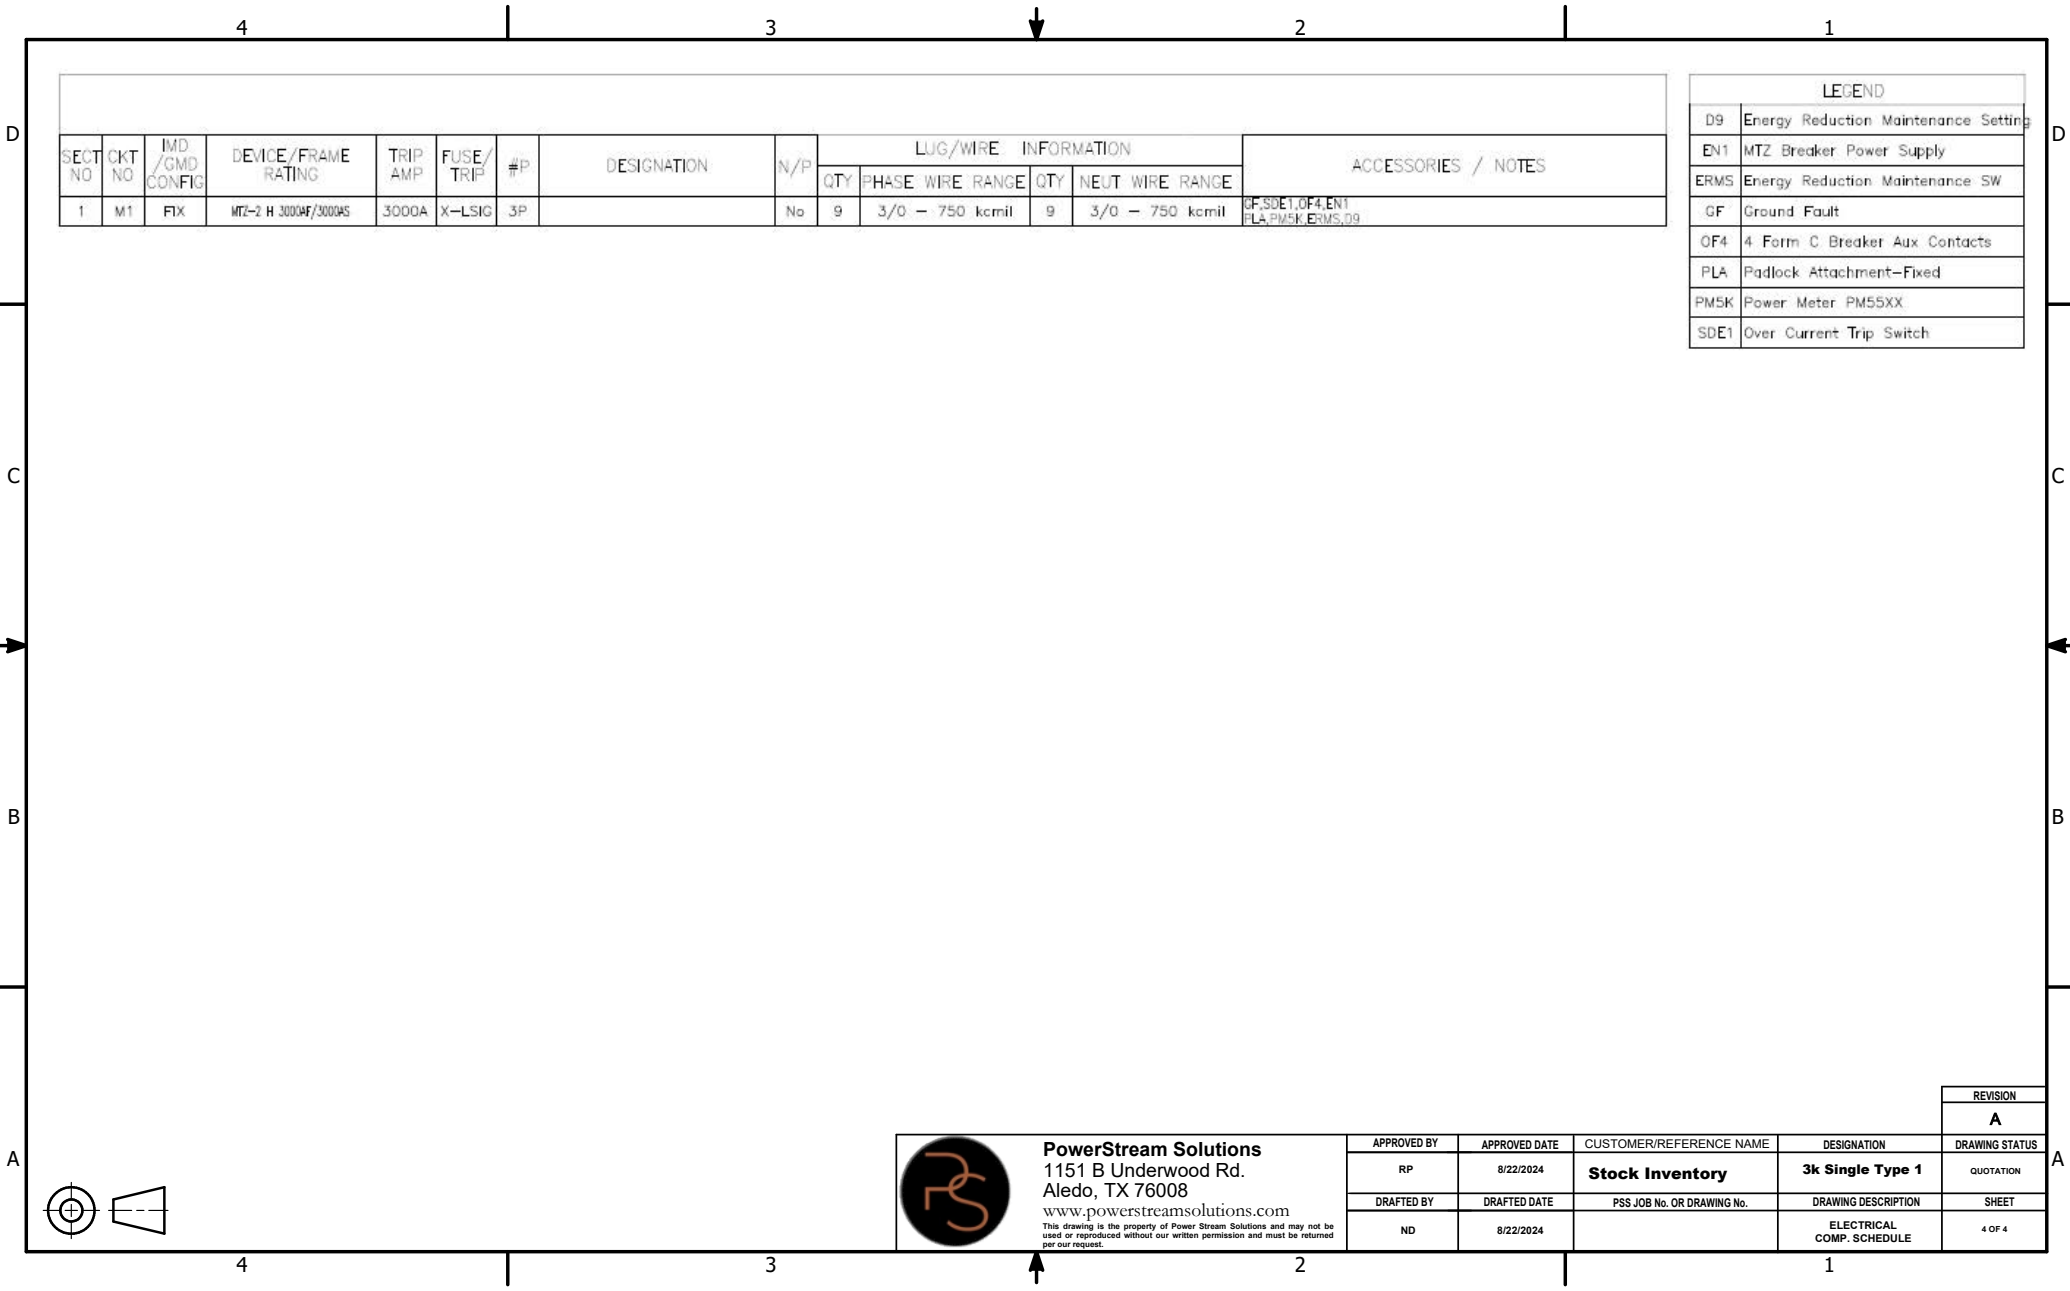 4 3 2 1
D
SECT NO CKT NO IMD /GMD CONFIG DEVICE/FRAME RATING TRIP AMP FUSE/ TRIP #P DESIGNATION N/P LUG/WIRE INFORMATION ACCESSORIES / NOTES
QTY PHASE WIRE RANGE QTY NEUT WIRE RANGE
1 M1 FIX MTZ-2 H 3000AF/3000AS 3000A X-LSIG 3P No 9 3/0 - 750 kcmil 9 3/0 - 750 kcmil GF,SDE1,OF4,EN1
PLA,PM5K,ERMS,D9
LEGEND
D9 Energy Reduction Maintenance Setting
EN1 MTZ Breaker Power Supply
ERMS Energy Reduction Maintenance SW
GF Ground Fault
OF4 4 Form C Breaker Aux Contacts
PLA Padlock Attachment-Fixed
PM5K Power Meter PM55XX
SDE1 Over Current Trip Switch
D
C C
B B
A A
PS
PowerStream Solutions
1151 B Underwood Rd.
Aledo, TX 76008
www.powerstreamsolutions.com
This drawing is the property of Power Stream Solutions and may not be
used or reproduced without our written permission and must be returned
per our request.
REVISION
A
APPROVED BY APPROVED DATE CUSTOMER/REFERENCE NAME DESIGNATION DRAWING STATUS
RP 8/22/2024 Stock Inventory 3k Single Type 1 QUOTATION
DRAFTED BY DRAFTED DATE PSS JOB No. OR DRAWING No. DRAWING DESCRIPTION SHEET
ND 8/22/2024 ELECTRICAL
COMP. SCHEDULE 4 OF 4
4 3 2 1